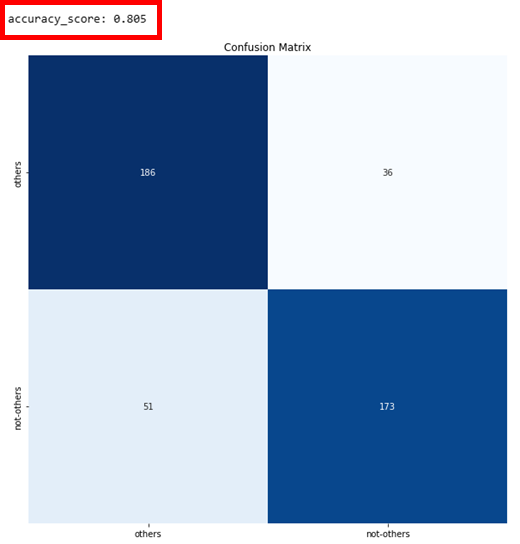 accuracy_score: 0.805
Confusion Matrix
others
186
36
not-others
51
173
others
not-others